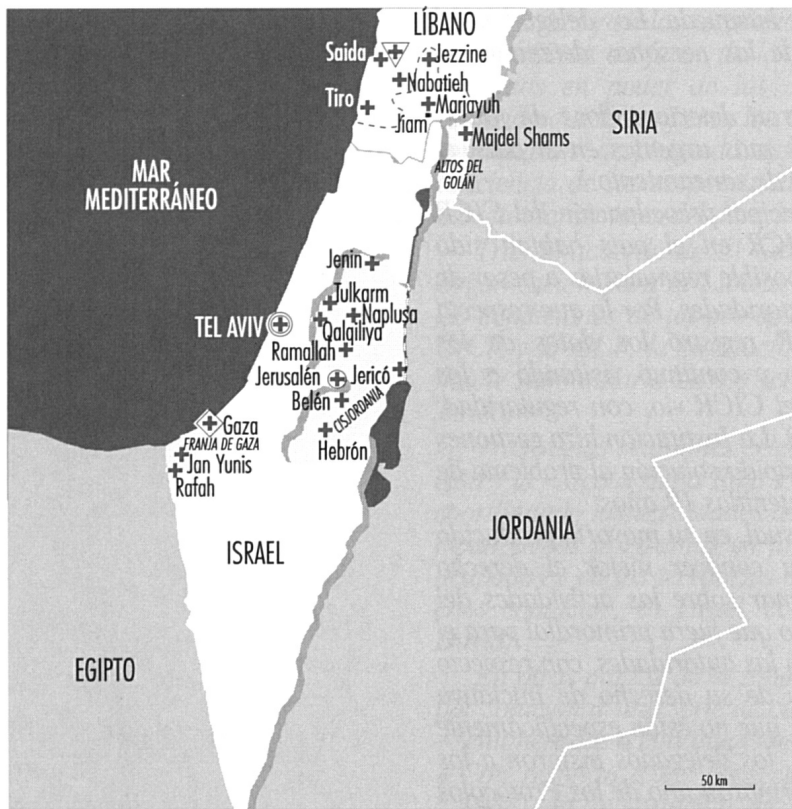 LÍBANO
Saida
Jezzine
Nabatieh
Tiro
Marjayuh
Jiam
SIRIA
Majdel Shams
ALTOS DEL
GOLÁN
MAR
MEDITERRÁNEO
Jenin
Tulkarm
Naplusa
TEL AVIV
Qalqiliya
Ramallah
Jerusalén
Jericó
Belén
CISJORDANIA
Gaza
FRANJA DE GAZA
Hebrón
Jan Yunis
Rafah
JORDANIA
ISRAEL
EGIPTO
50 km